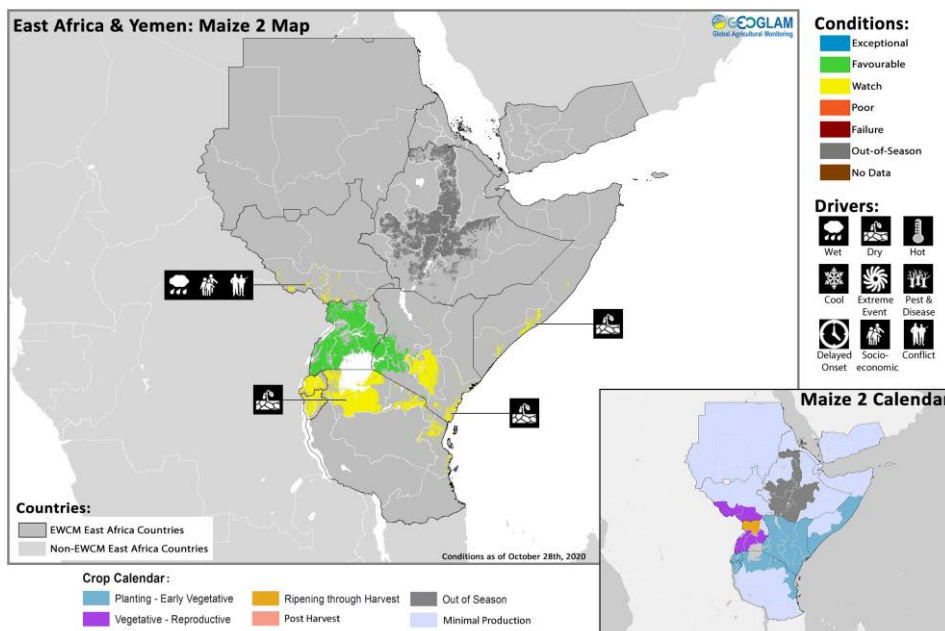 East Africa & Yemen: Maize 2 Map
GEOGLAM
Global Agricultural Monitoring
Conditions:
Exceptional
Favourable
Watch
Poor
Failure
Out-of-Season
No Data
Drivers:
Wet
Dry
Hot
Cool
Extreme
Event
Pest &
Disease
Delayed
Onset
Socio-
economic
Conflict
Maize 2 Calendar
Countries:
EWCM East Africa Countries
Non-EWCM East Africa Countries
Conditions as of October 28th, 2020
Crop Calendar:
Planting - Early Vegetative
Ripening through Harvest
Out of Season
Vegetative - Reproductive
Post Harvest
Minimal Production